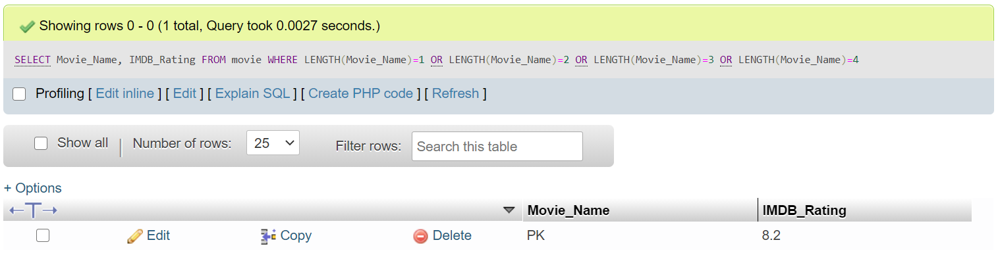 Showing rows 0 - 0 (1 total, Query took 0.0027 seconds.)
SELECT Movie_Name, IMDB_Rating FROM movie WHERE LENGTH(Movie_Name)=1 OR LENGTH(Movie_Name)=2 OR LENGTH(Movie_Name)=3 OR LENGTH(Movie_Name)=4
Profiling [ Edit inline ] [ Edit ] [ Explain SQL ] [ Create PHP code ] [ Refresh ]
Show all | Number of rows: 25 Filter rows: Search this table
+ Options
←T→ Movie_Name IMDB_Rating
Edit Copy Delete PK 8.2